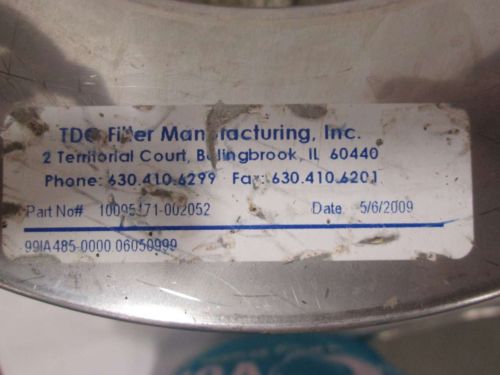 TDC Filter Manufacturing, Inc.
2 Territorial Court, Bolingbrook, IL 60440
Phone: 630.410.6299 Fax: 630.410.6201
Part No# 10095171-002052 Date 5/6/2009
99IA485-0000 06050999